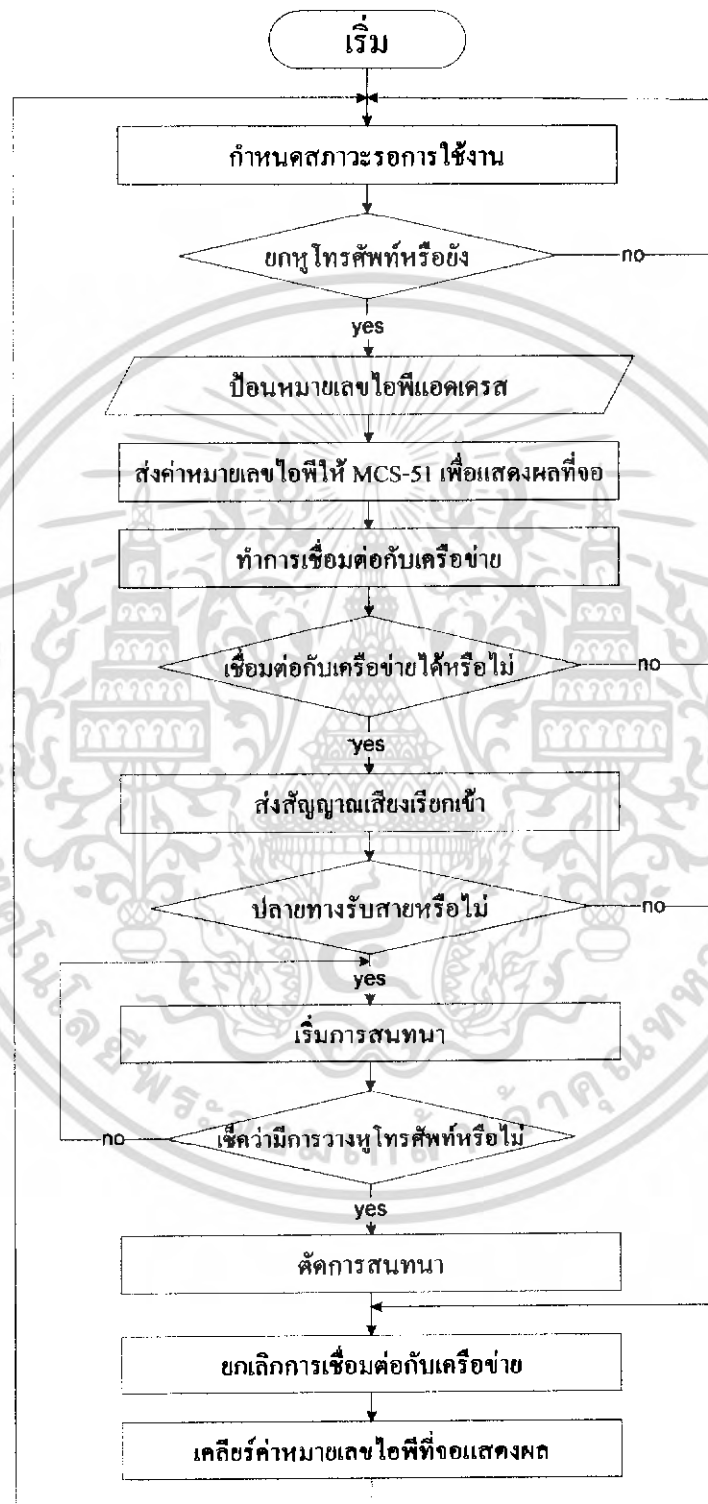 เริ่ม
กำหนดสภาวะรอการใช้งาน
ยกหูโทรศัพท์หรือยัง
no
yes
ป้อนหมายเลขไอพีแอดเดรส
ส่งค่าหมายเลขไอพีให้ MCS-51 เพื่อแสดงผลที่จอ
ทำการเชื่อมต่อกับเครือข่าย
เชื่อมต่อกับเครือข่ายได้หรือไม่
no
yes
ส่งสัญญาณเสียงเรียกเข้า
ปลายทางรับสายหรือไม่
no
yes
เริ่มการสนทนา
เช็คว่ามีการวางหูโทรศัพท์หรือไม่
no
yes
ตัดการสนทนา
ยกเลิกการเชื่อมต่อกับเครือข่าย
เคลียร์ค่าหมายเลขไอพีที่จอแสดงผล